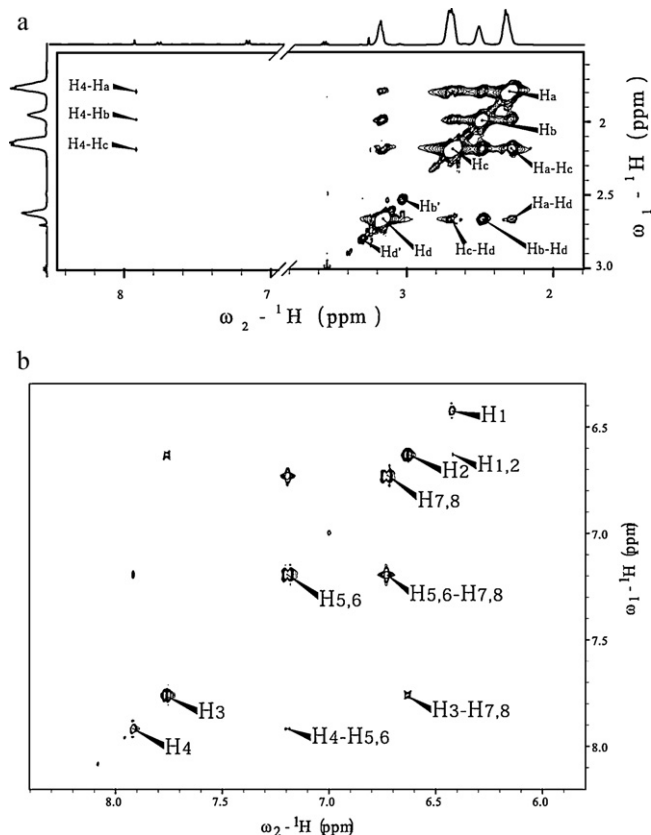 a
H4-Ha
H4-Hb
H4-Hc
Ha
Hb
Hc
Ha-Hc
Hb'
Ha-Hd
Hd'
Hd
Hc-Hd
Hb-Hd
2
2.5
3.0
ω1 - 1H (ppm)
8
7
3
2
ω2 - 1H (ppm)
b
H1
H2
H1,2
H7,8
H5,6
H5,6-H7,8
H3
H3-H7,8
H4
H4-H5,6
6.5
7.0
7.5
8.0
ω1-1H (ppm)
8.0
7.0
6.5
6.0
ω2-1H (ppm)